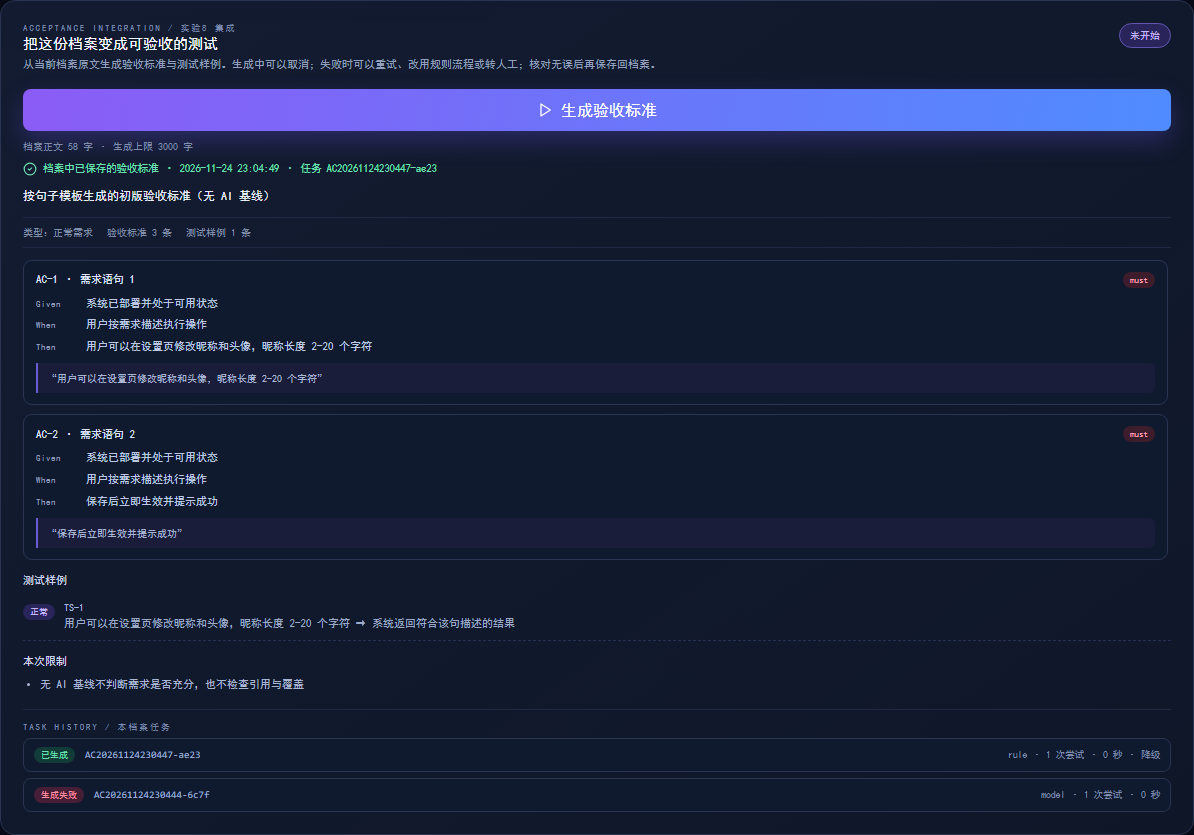 ACCEPTANCE INTEGRATION / 实验8 集成
把这份档案变成可验收的测试
未开始
从当前档案原文生成验收标准与测试样例。生成中可以取消；失败时可以重试、改用规则流程或转人工；核对无误后再保存回档案。
生成验收标准
档案正文 58 字 · 生成上限 3000 字
档案中已保存的验收标准 · 2026-11-24 23:04:49 · 任务 AC20261124230447-ae23
按句子模板生成的初版验收标准（无 AI 基线）
类型：正常需求 验收标准 3 条 测试样例 1 条
AC-1 · 需求语句 1
must
Given 系统已部署并处于可用状态
When 用户按需求描述执行操作
Then 用户可以在设置页修改昵称和头像，昵称长度 2-20 个字符
“用户可以在设置页修改昵称和头像，昵称长度 2-20 个字符”
AC-2 · 需求语句 2
must
Given 系统已部署并处于可用状态
When 用户按需求描述执行操作
Then 保存后立即生效并提示成功
“保存后立即生效并提示成功”
测试样例
正常 TS-1
用户可以在设置页修改昵称和头像，昵称长度 2-20 个字符 → 系统返回符合该句描述的结果
本次限制
• 无 AI 基线不判断需求是否充分，也不检查引用与覆盖
TASK HISTORY / 本档案任务
已生成 AC20261124230447-ae23 rule · 1 次尝试 · 0 秒 · 降级
生成失败 AC20261124230444-6c7f model · 1 次尝试 · 0 秒